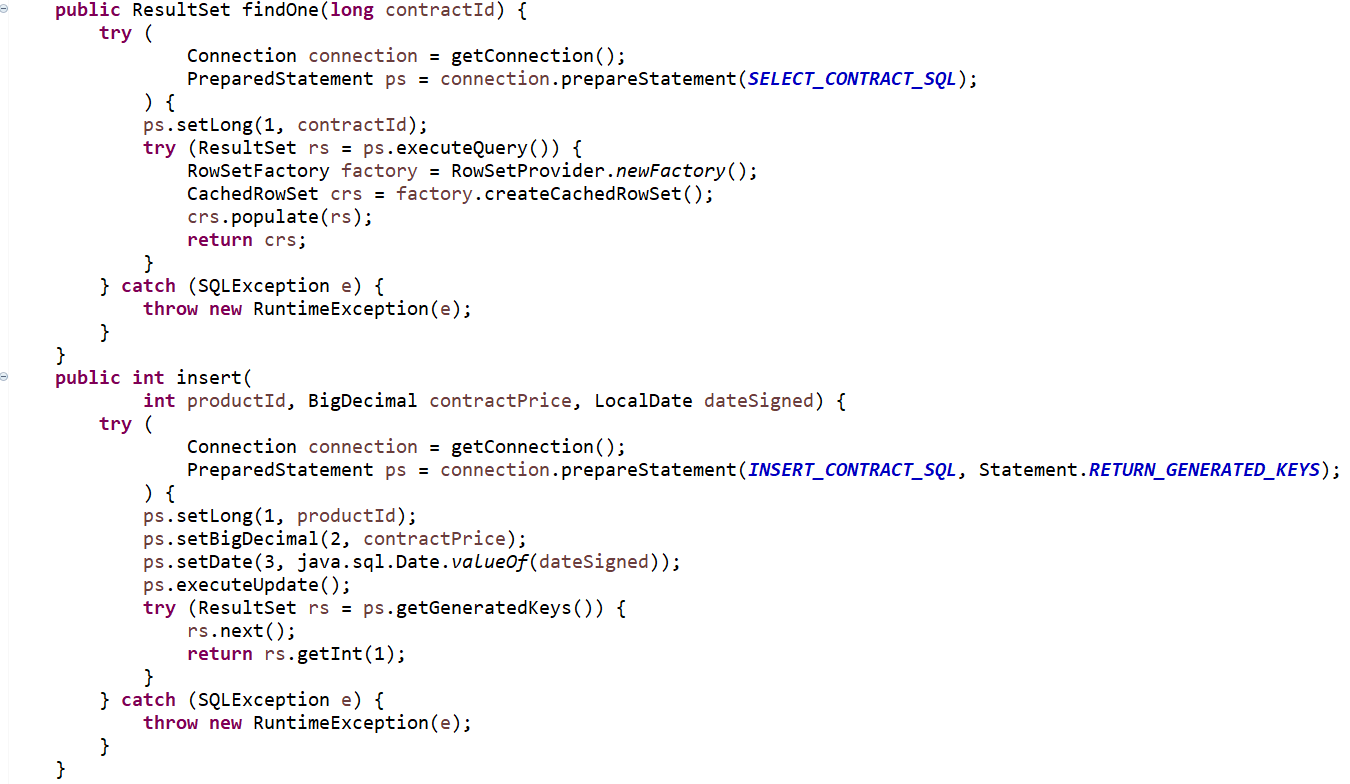 public ResultSet findOne(long contractId) {
    try (
            Connection connection = getConnection();
            PreparedStatement ps = connection.prepareStatement(SELECT_CONTRACT_SQL);
        ) {
        ps.setLong(1, contractId);
        try (ResultSet rs = ps.executeQuery()) {
            RowSetFactory factory = RowSetProvider.newFactory();
            CachedRowSet crs = factory.createCachedRowSet();
            crs.populate(rs);
            return crs;
        }
    } catch (SQLException e) {
        throw new RuntimeException(e);
    }
}
public int insert(
        int productId, BigDecimal contractPrice, LocalDate dateSigned) {
    try (
            Connection connection = getConnection();
            PreparedStatement ps = connection.prepareStatement(INSERT_CONTRACT_SQL, Statement.RETURN_GENERATED_KEYS);
        ) {
        ps.setLong(1, productId);
        ps.setBigDecimal(2, contractPrice);
        ps.setDate(3, java.sql.Date.valueOf(dateSigned));
        ps.executeUpdate();
        try (ResultSet rs = ps.getGeneratedKeys()) {
            rs.next();
            return rs.getInt(1);
        }
    } catch (SQLException e) {
        throw new RuntimeException(e);
    }
}